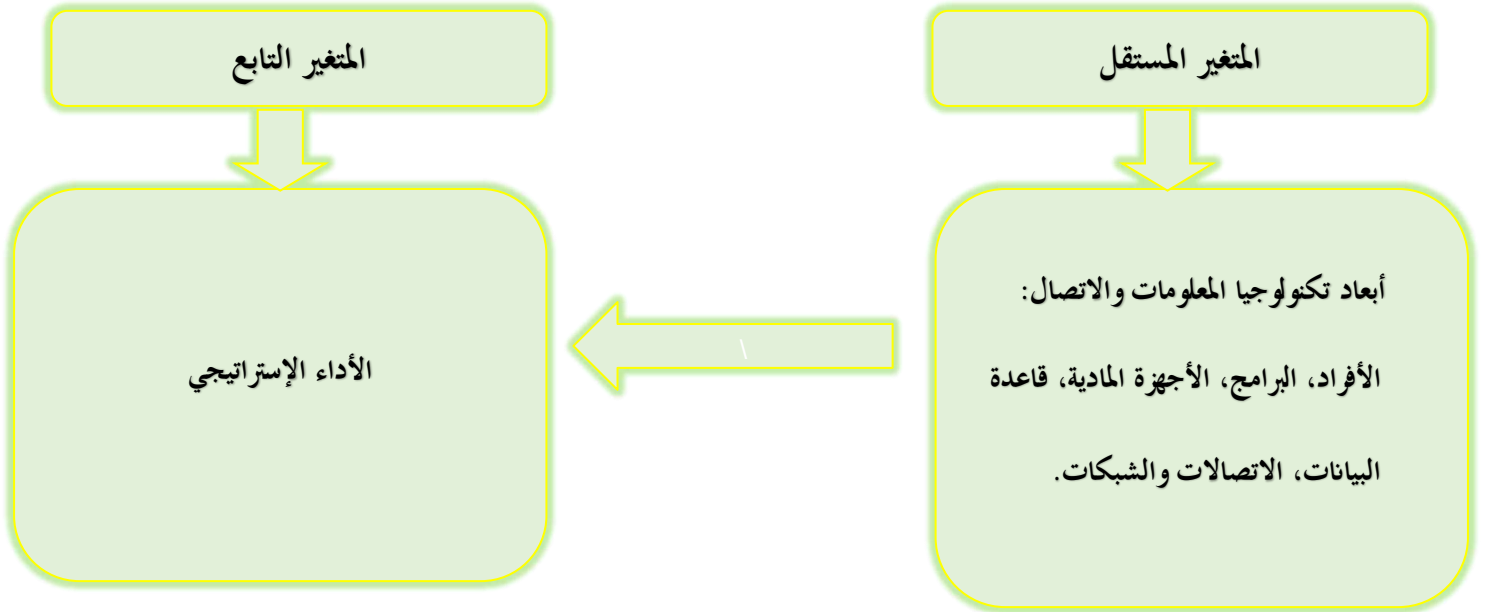 المتغير المستقل
المتغير التابع
أبعاد تكنولوجيا المعلومات والاتصال:
الأفراد، البرامج، الأجهزة المادية، قاعدة
البيانات، الاتصالات والشبكات.
\
الأداء الإستراتيجي